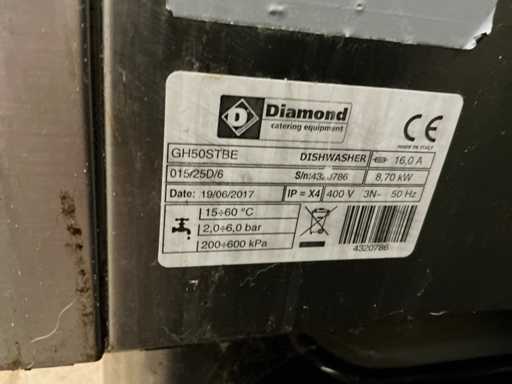 D Diamond
catering equipment
CE
MADE IN ITALY
GH50STBE DISHWASHER 16,0 A
015/25D/6 S/n:4320786 8,70 kW
Date: 19/06/2017 IP = X4 400 V 3N~ 50 Hz
15÷60 °C
2,0÷6,0 bar
200÷600 kPa
4320786